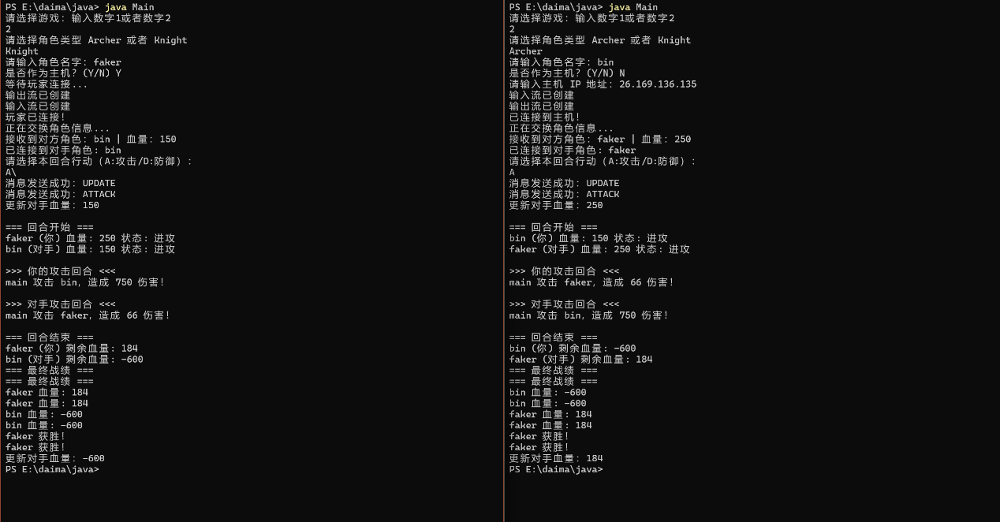 PS E:\daima\java> java Main
请选择游戏: 输入数字1或者数字2
2
请选择角色类型 Archer 或者 Knight
Knight
请输入角色名字: faker
是否作为主机? (Y/N) Y
等待玩家连接...
输出流已创建
输入流已创建
玩家已连接!
正在交换角色信息...
接收到对方角色: bin | 血量: 150
已连接到对手角色: bin
请选择本回合行动 (A:攻击/D:防御) :
A\
消息发送成功: UPDATE
消息发送成功: ATTACK
更新对手血量: 150
=== 回合开始 ===
faker (你) 血量: 250 状态: 进攻
bin (对手) 血量: 150 状态: 进攻
>>> 你的攻击回合 <<<
main 攻击 bin, 造成 750 伤害!
>>> 对手攻击回合 <<<
main 攻击 faker, 造成 66 伤害!
=== 回合结束 ===
faker (你) 剩余血量: 184
bin (对手) 剩余血量: -600
=== 最终战绩 ===
=== 最终战绩 ===
faker 血量: 184
faker 血量: 184
bin 血量: -600
bin 血量: -600
faker 获胜!
faker 获胜!
更新对手血量: -600
PS E:\daima\java>
PS E:\daima\java> java Main
请选择游戏: 输入数字1或者数字2
2
请选择角色类型 Archer 或者 Knight
Archer
请输入角色名字: bin
是否作为主机? (Y/N) N
请输入主机 IP 地址: 26.169.136.135
输入流已创建
输出流已创建
已连接到主机!
正在交换角色信息...
接收到对方角色: faker | 血量: 250
已连接到对手角色: faker
请选择本回合行动 (A:攻击/D:防御) :
A
消息发送成功: UPDATE
消息发送成功: ATTACK
更新对手血量: 250
=== 回合开始 ===
bin (你) 血量: 150 状态: 进攻
faker (对手) 血量: 250 状态: 进攻
>>> 你的攻击回合 <<<
main 攻击 faker, 造成 66 伤害!
>>> 对手攻击回合 <<<
main 攻击 bin, 造成 750 伤害!
=== 回合结束 ===
bin (你) 剩余血量: -600
faker (对手) 剩余血量: 184
=== 最终战绩 ===
=== 最终战绩 ===
bin 血量: -600
bin 血量: -600
faker 血量: 184
faker 血量: 184
faker 获胜!
faker 获胜!
更新对手血量: 184
PS E:\daima\java>